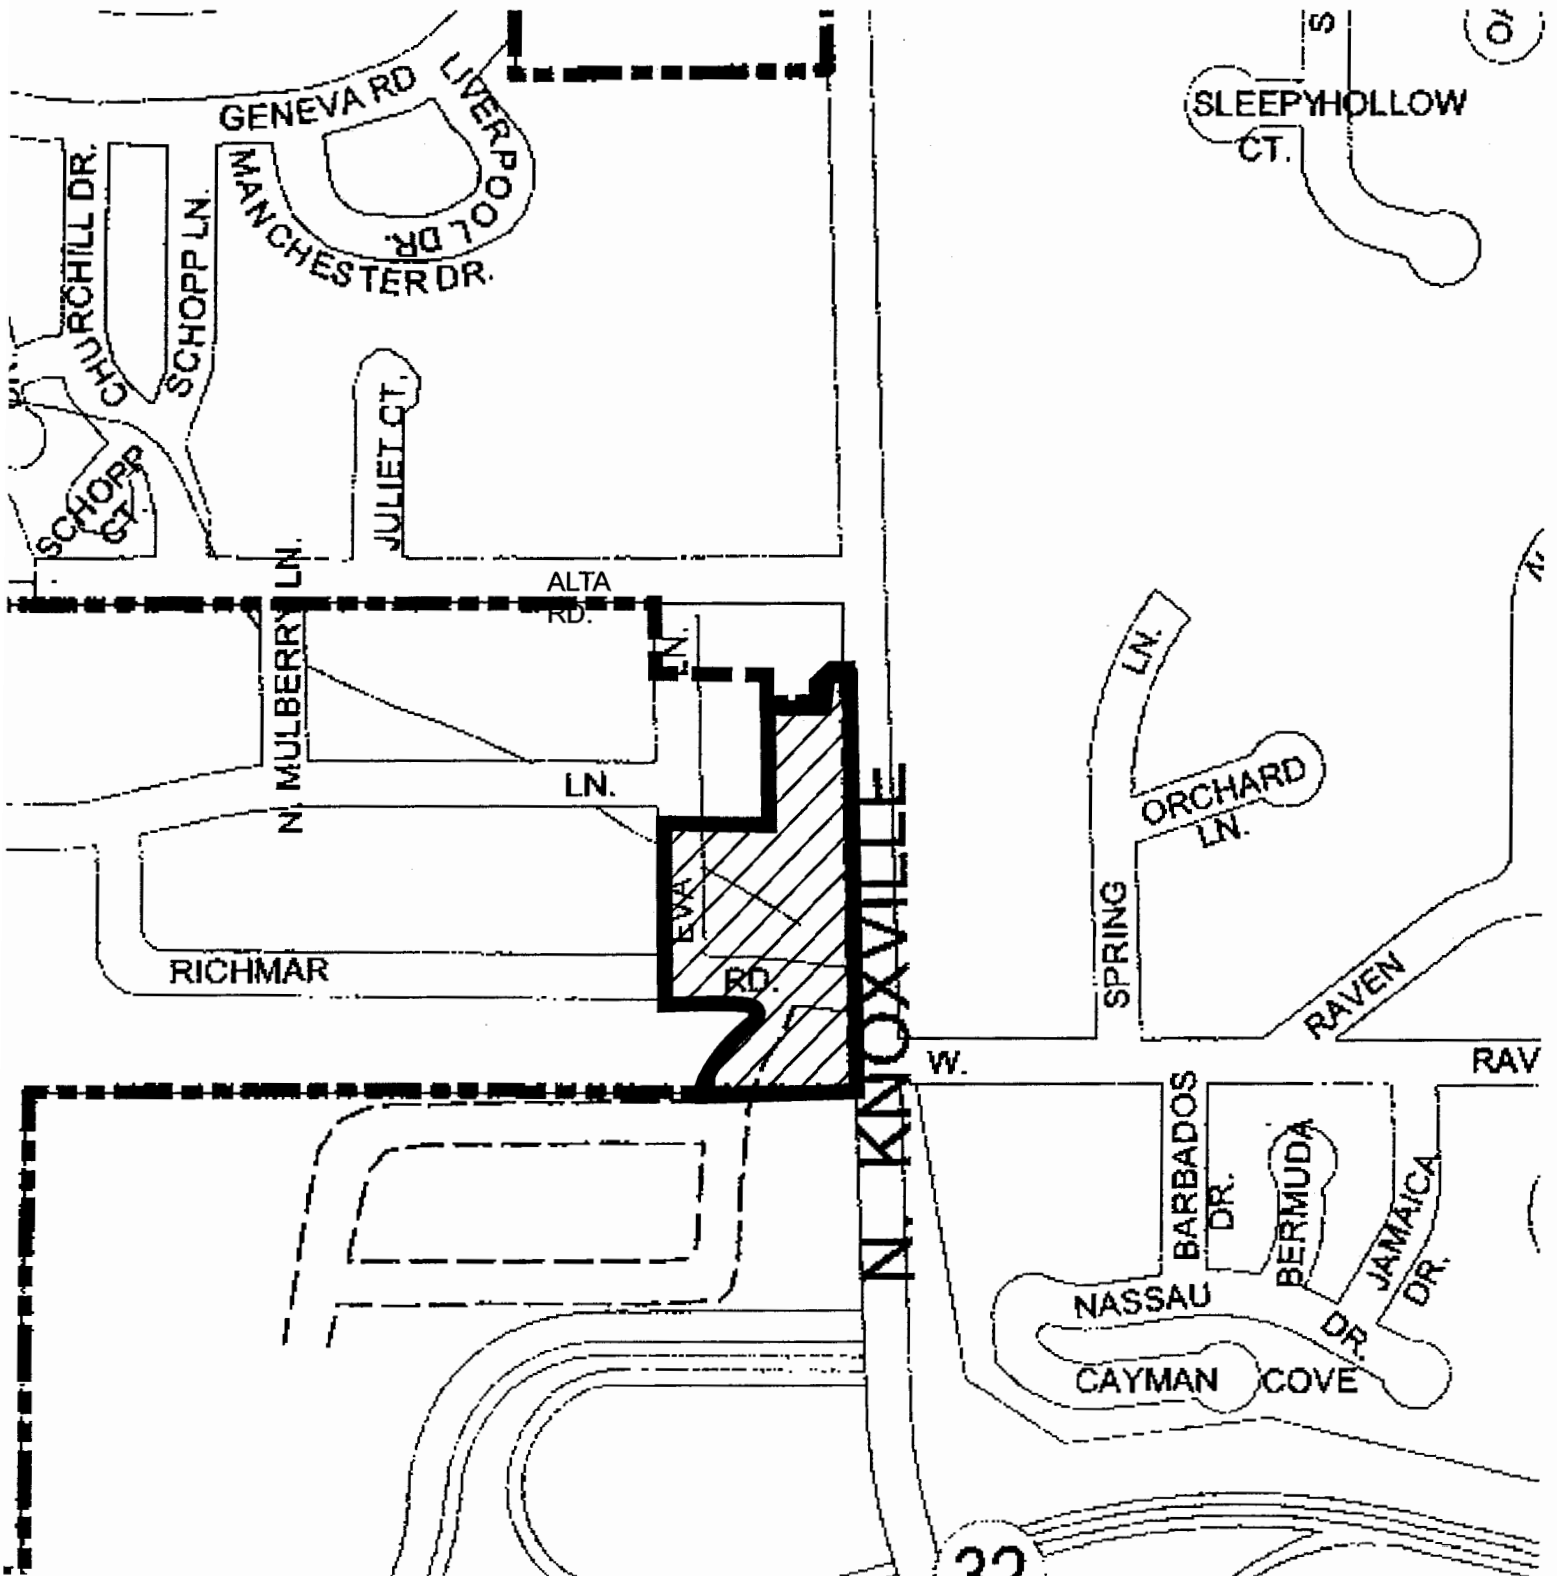 GENEVA RD
LIVERPOOL DR.
SLEEPYHOLLOW
CT.
S
CHURCHILL DR.
SCHOPP LN.
MANCHESTER DR.
JULIET CT.
SCHOPP
CT.
ALTA
RD.
N. MULBERRY LN.
LN.
LN.
EVA
RICHMAR
RD.
N. KNOXVILLE
LN.
SPRING
ORCHARD
LN.
RAVEN
W.
RAV
BARBADOS
DR.
BERMUDA
JAMAICA
DR.
NASSAU
DR.
CAYMAN COVE